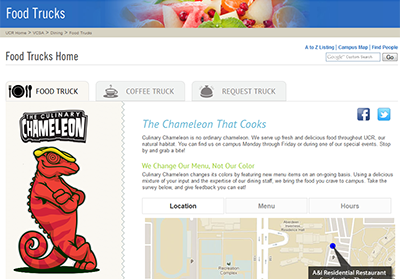 Food Trucks
UCR Home > VCSA > Dining > Food Trucks
A to Z Listing | Campus Map | Find People
Food Trucks Home
Google Custom Search Go
FOOD TRUCK COFFEE TRUCK REQUEST TRUCK
THE CULINARY
CHAMELEON
The Chameleon That Cooks
Culinary Chameleon is no ordinary chameleon. We serve up fresh and delicious food throughout UCR, our
natural habitat. You can find us on campus Monday through Friday or during one of our special events. Stop
by and grab a bite!
We Change Our Menu, Not Our Color
Culinary Chameleon changes its colors by featuring new menu items on an ongoing basis. Using a delicious
mixture of your input and the expertise of our dining staff, we bring the food you crave to campus. Take the
survey below, and give feedback you can eat!
Location Menu Hours
Recreation
Complex
A&I Residential Restaurant